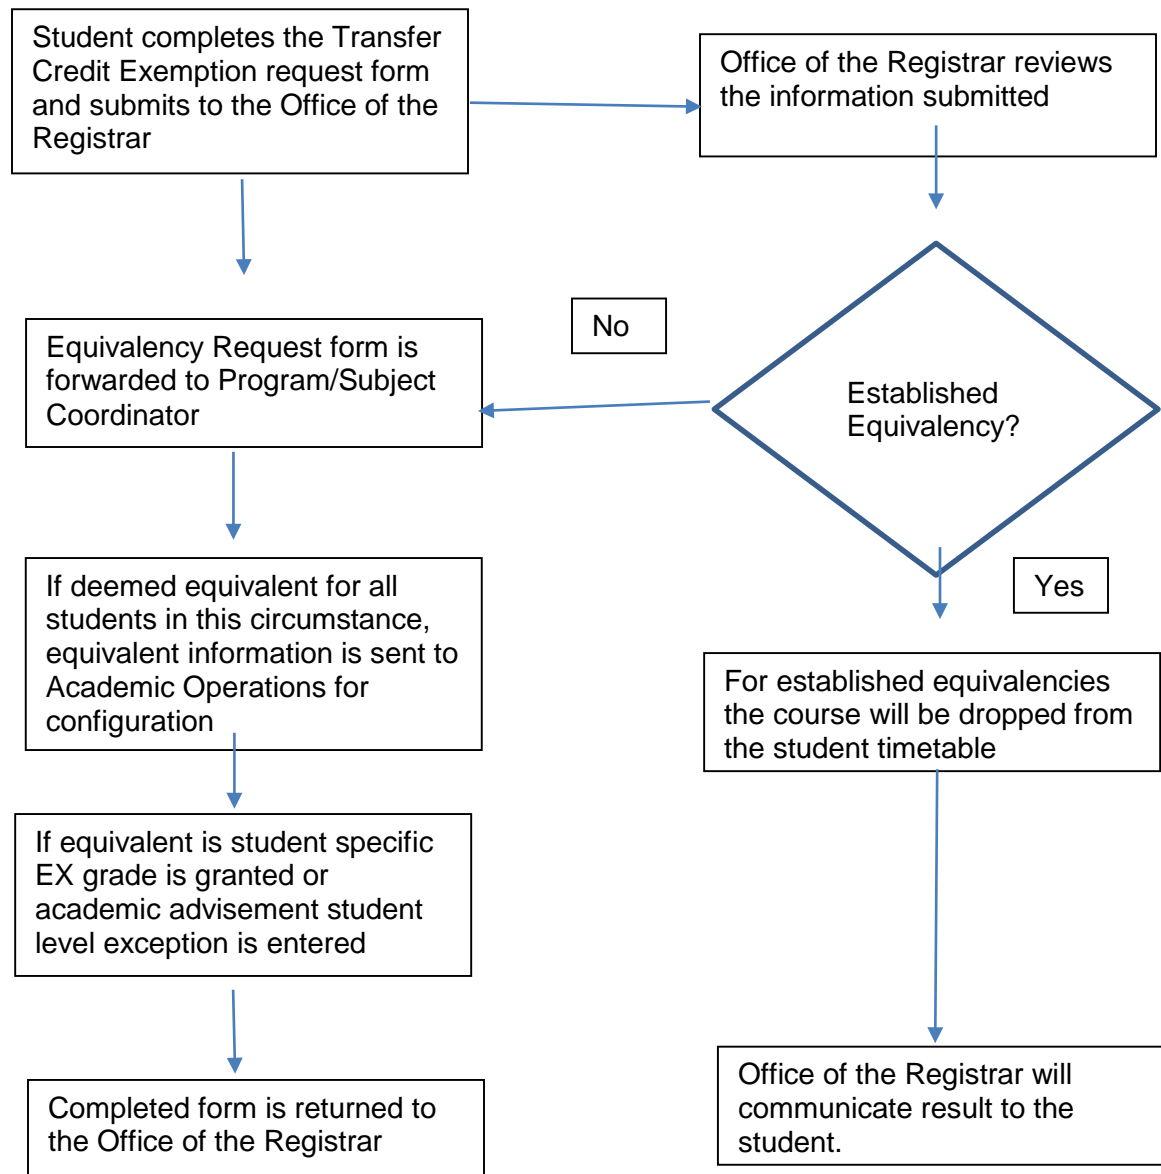 Student completes the Transfer
Credit Exemption request form
and submits to the Office of the
Registrar
Office of the Registrar reviews
the information submitted
No
Equivalency Request form is
forwarded to Program/Subject
Coordinator
Established
Equivalency?
Yes
If deemed equivalent for all
students in this circumstance,
equivalent information is sent to
Academic Operations for
configuration
For established equivalencies
the course will be dropped from
the student timetable
If equivalent is student specific
EX grade is granted or
academic advisement student
level exception is entered
Completed form is returned to
the Office of the Registrar
Office of the Registrar will
communicate result to the
student.